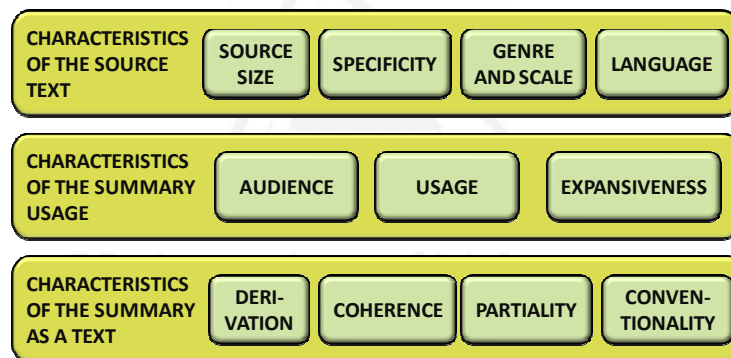 CHARACTERISTICS
OF THE SOURCE
TEXT
SOURCE
SIZE
SPECIFICITY
GENRE
AND SCALE
LANGUAGE
CHARACTERISTICS
OF THE SUMMARY
USAGE
AUDIENCE
USAGE
EXPANSIVENESS
CHARACTERISTICS
OF THE SUMMARY
AS A TEXT
DERI-
VATION
COHERENCE
PARTIALITY
CONVEN-
TIONALITY